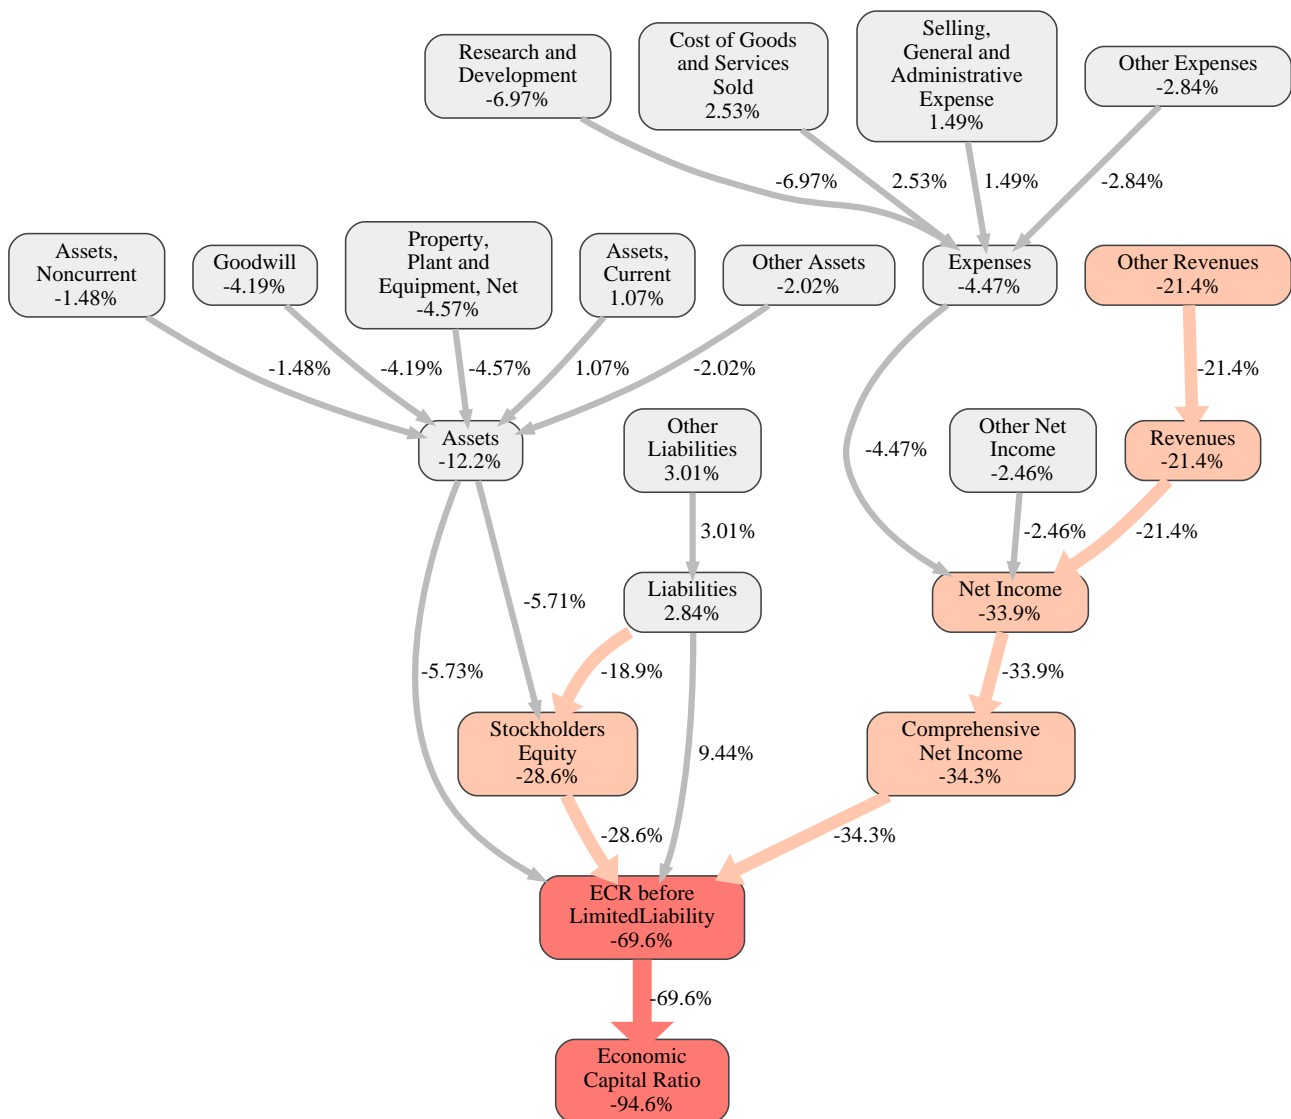 Research and
Development
-6.97%
Cost of Goods
and Services
Sold
2.53%
Selling,
General and
Administrative
Expense
1.49%
Other Expenses
-2.84%
-6.97%
2.53%
1.49%
-2.84%
Assets,
Noncurrent
-1.48%
Goodwill
-4.19%
Property,
Plant and
Equipment, Net
-4.57%
Assets,
Current
1.07%
Other Assets
-2.02%
Expenses
-4.47%
Other Revenues
-21.4%
-1.48%
-4.19%
-4.57%
1.07%
-2.02%
-21.4%
Assets
-12.2%
Other
Liabilities
3.01%
-4.47%
Other Net
Income
-2.46%
Revenues
-21.4%
3.01%
-2.46%
-21.4%
-5.71%
Liabilities
2.84%
Net Income
-33.9%
-5.73%
-18.9%
-33.9%
Stockholders
Equity
-28.6%
9.44%
Comprehensive
Net Income
-34.3%
-28.6%
-34.3%
ECR before
LimitedLiability
-69.6%
-69.6%
Economic
Capital Ratio
-94.6%